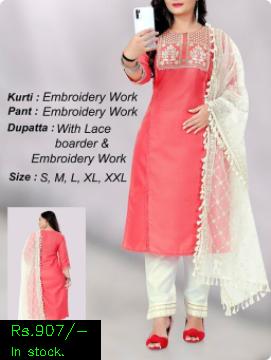 Kurti : Embroidery Work
Pant : Embroidery Work
Dupatta : With Lace
boarder &
Embroidery Work
Size : S, M, L, XL, XXL
Rs.907/-
In stock.